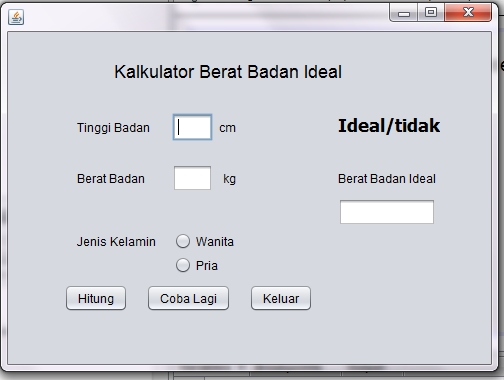 Kalkulator Berat Badan Ideal
Tinggi Badan cm
Ideal/tidak
Berat Badan kg
Berat Badan Ideal
Jenis Kelamin Wanita
Pria
Hitung Coba Lagi Keluar